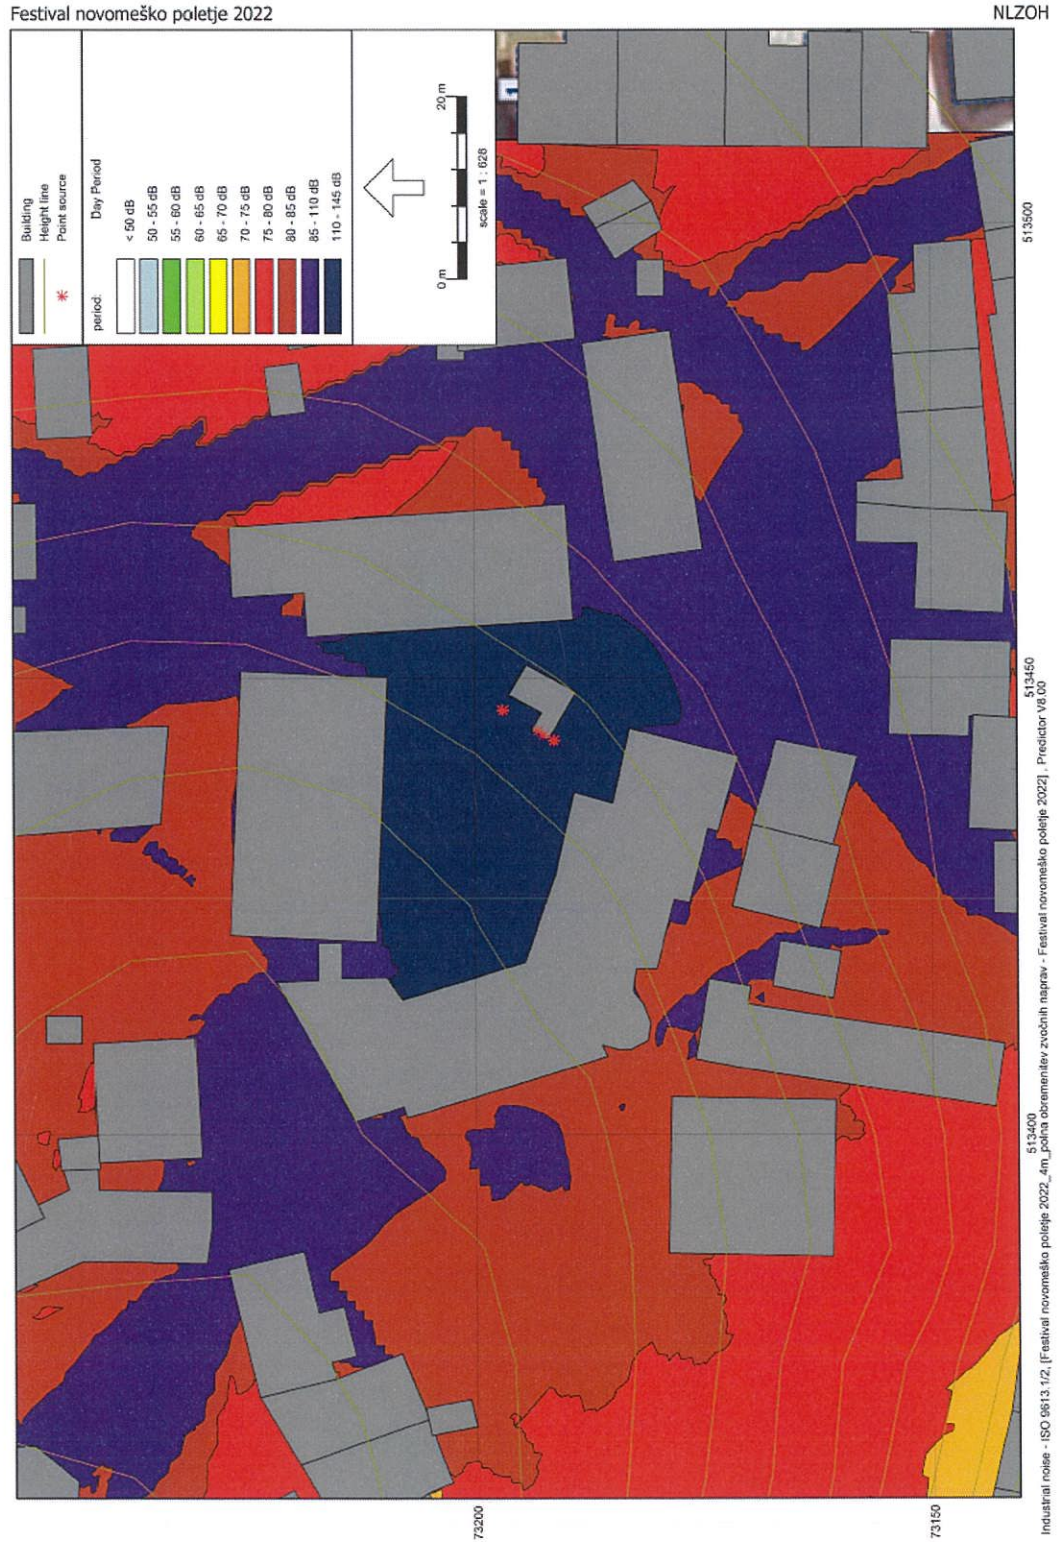 Festival novomeško poletje 2022
NLZOH
Building
Height line
Point source
period:
Day Period
< 50 dB
50 - 55 dB
55 - 60 dB
60 - 65 dB
65 - 70 dB
70 - 75 dB
75 - 80 dB
80 - 85 dB
85 - 110 dB
110 - 145 dB
0 m
20 m
scale = 1 : 628
513500
513450
513400
73200
73150
Industrial noise - ISO 9613.1/2, [Festival novomeško poletje 2022_4m_polna obremenitev zvočnih naprav - Festival novomeško poletje 2022] , Predictor V8.00